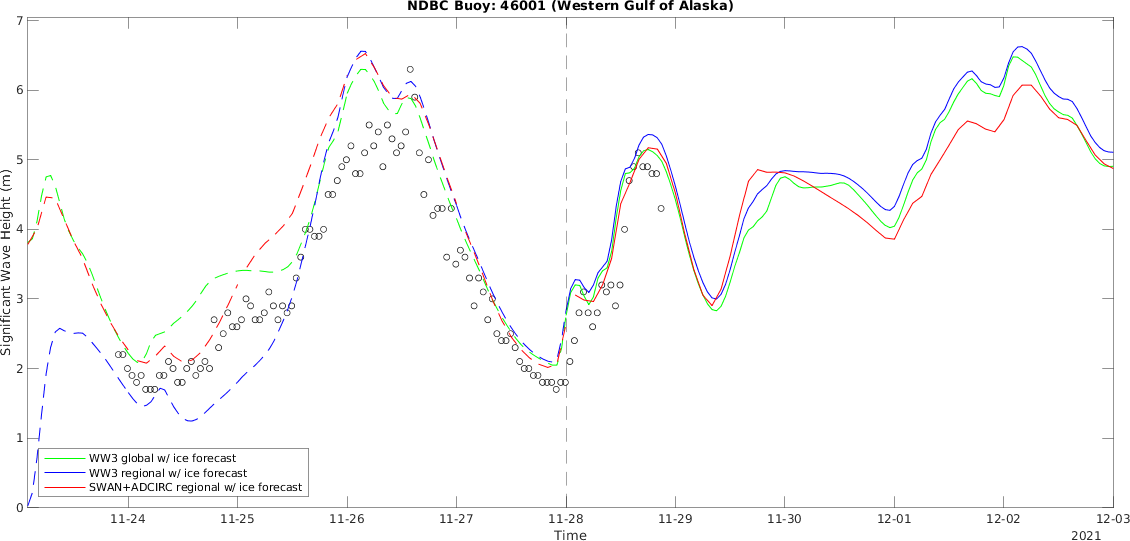 NDBC Buoy: 46001 (Western Gulf of Alaska)
7
6
5
4
3
2
1
0
Significant Wave Height (m)
WW3 global w/ ice forecast
WW3 regional w/ ice forecast
SWAN+ADCIRC regional w/ ice forecast
11-24 11-25 11-26 11-27 11-28 11-29 11-30 12-01 12-02 12-03
Time
2021